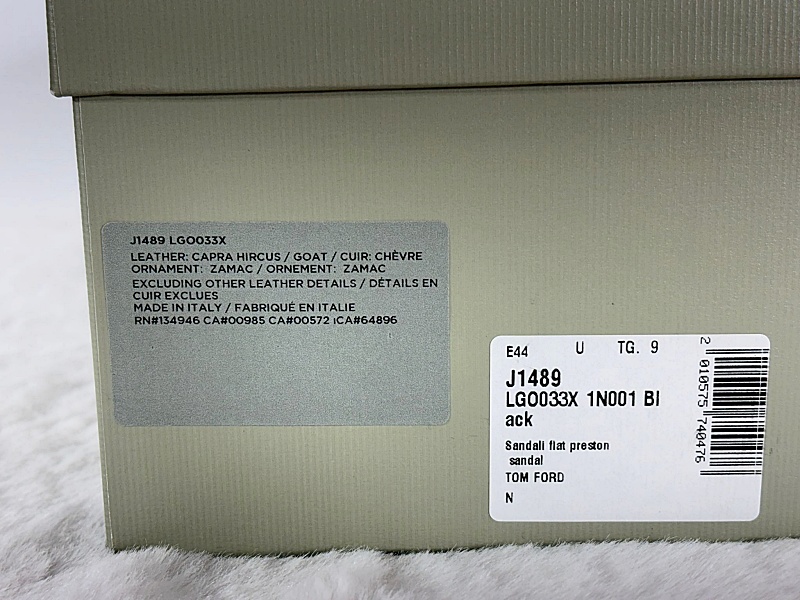 J1489 LGO033X
LEATHER: CAPRA HIRCUS / GOAT / CUIR: CHÈVRE
ORNAMENT: ZAMAC / ORNEMENT: ZAMAC
EXCLUDING OTHER LEATHER DETAILS / DÉTAILS EN
CUIR EXCLUES
MADE IN ITALY / FABRIQUÉ EN ITALIE
RN#134946 CA#00985 CA#00572 ICA#64896
E44 U TG. 9
J1489
LGO033X 1N001 Bl
ack
Sandali flat preston
sandal
TOM FORD
N
2 010575 740476